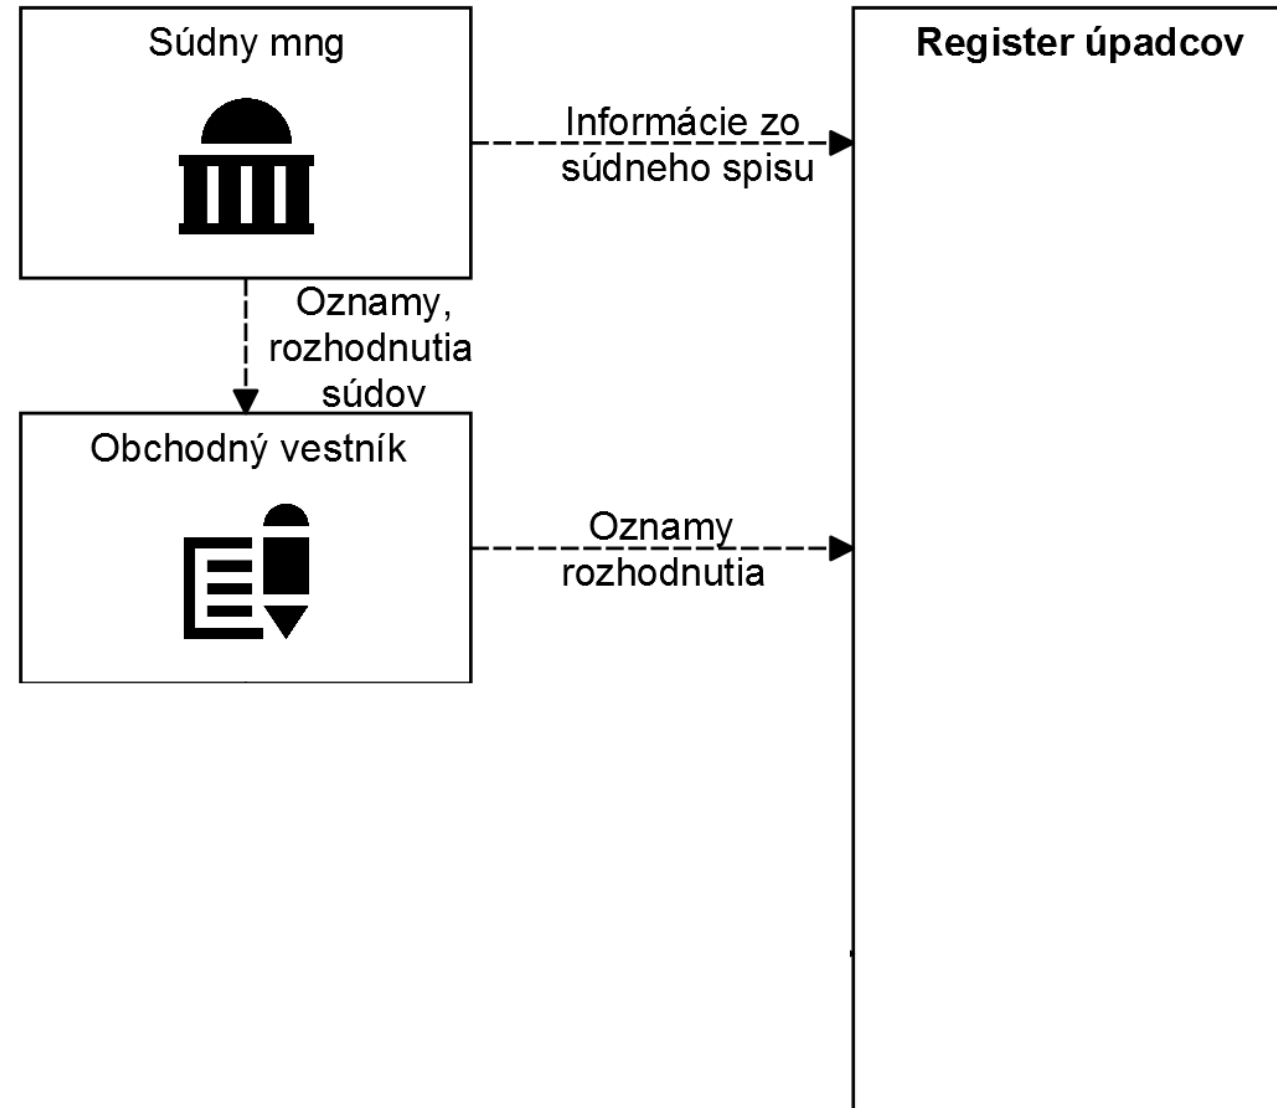 Súdny mng
Register úpadcov
Informácie zo
súdneho spisu
Oznamy,
rozhodnutia
súdov
Obchodný vestník
Oznamy
rozhodnutia